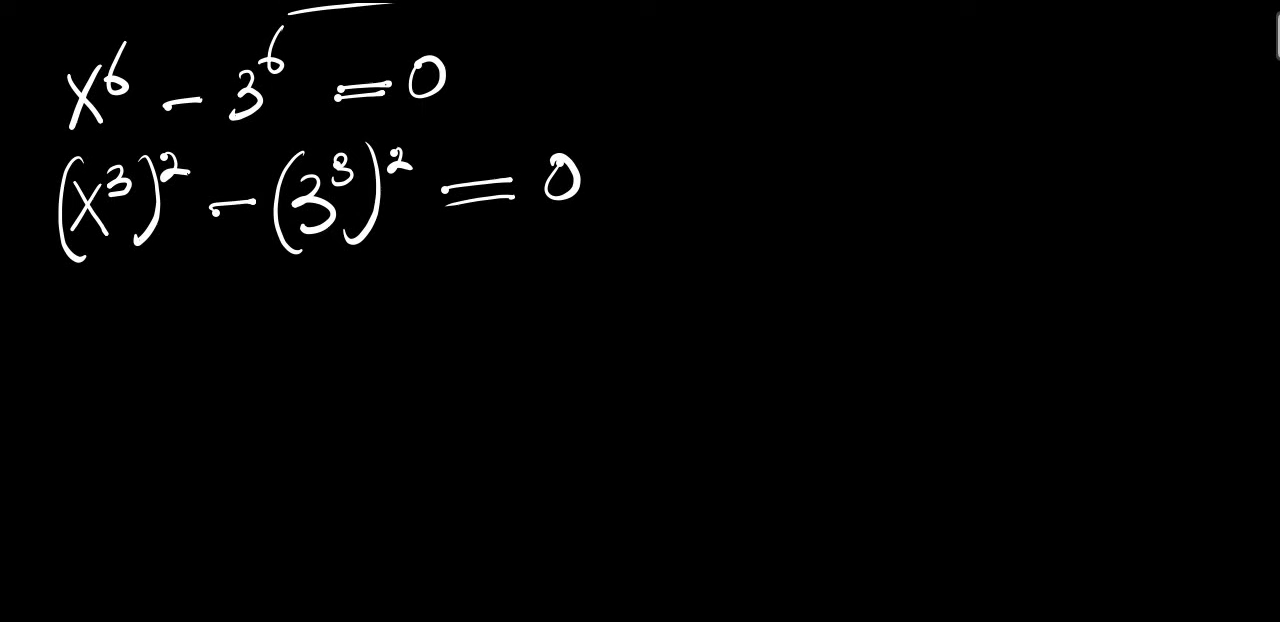 x⁶ - 3⁶ = 0
(x³)² - (3³)² = 0